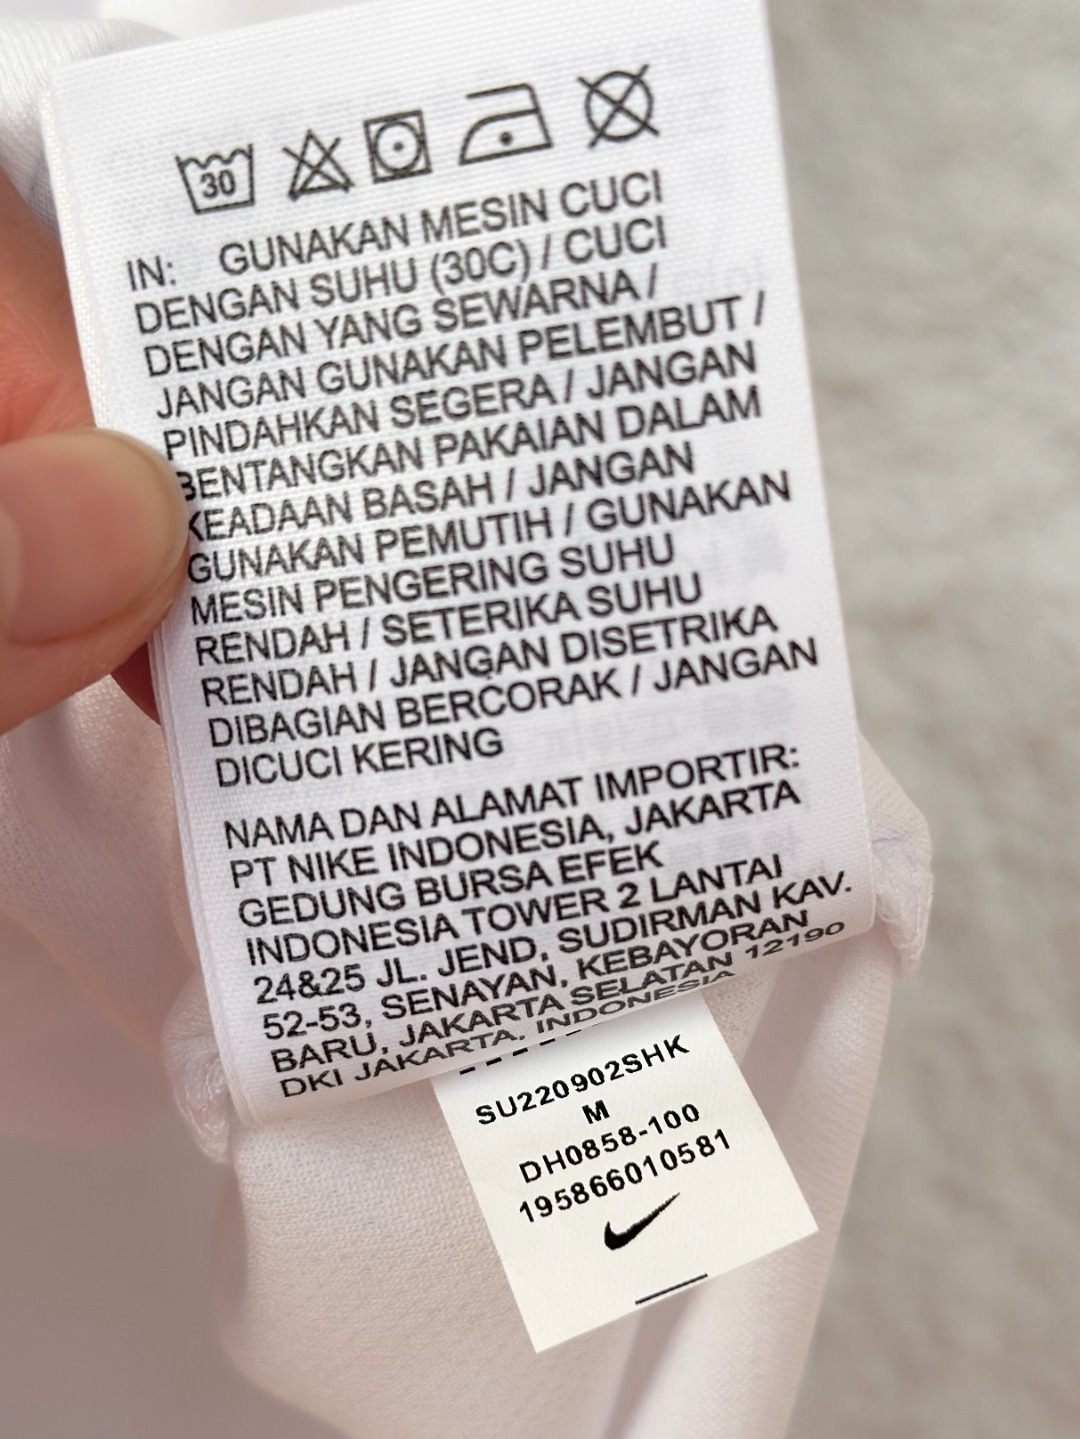 30
IN: GUNAKAN MESIN CUCI
DENGAN SUHU (30C) / CUCI
DENGAN YANG SEWARNA /
JANGAN GUNAKAN PELEMBUT /
PINDAHKAN SEGERA / JANGAN
BENTANGKAN PAKAIAN DALAM
KEADAAN BASAH / JANGAN
GUNAKAN PEMUTIH / GUNAKAN
MESIN PENGERING SUHU
RENDAH / SETERIKA SUHU
RENDAH / JANGAN DISETRIKA
DIBAGIAN BERCORAK / JANGAN
DICUCI KERING
NAMA DAN ALAMAT IMPORTIR:
PT NIKE INDONESIA, JAKARTA
GEDUNG BURSA EFEK
INDONESIA TOWER 2 LANTAI
24&25 JL. JEND, SUDIRMAN KAV.
52-53, SENAYAN, KEBAYORAN
BARU, JAKARTA SELATAN 12190
DKI JAKARTA, INDONESIA
SU220902SHK
M
DH0858-100
195866010581